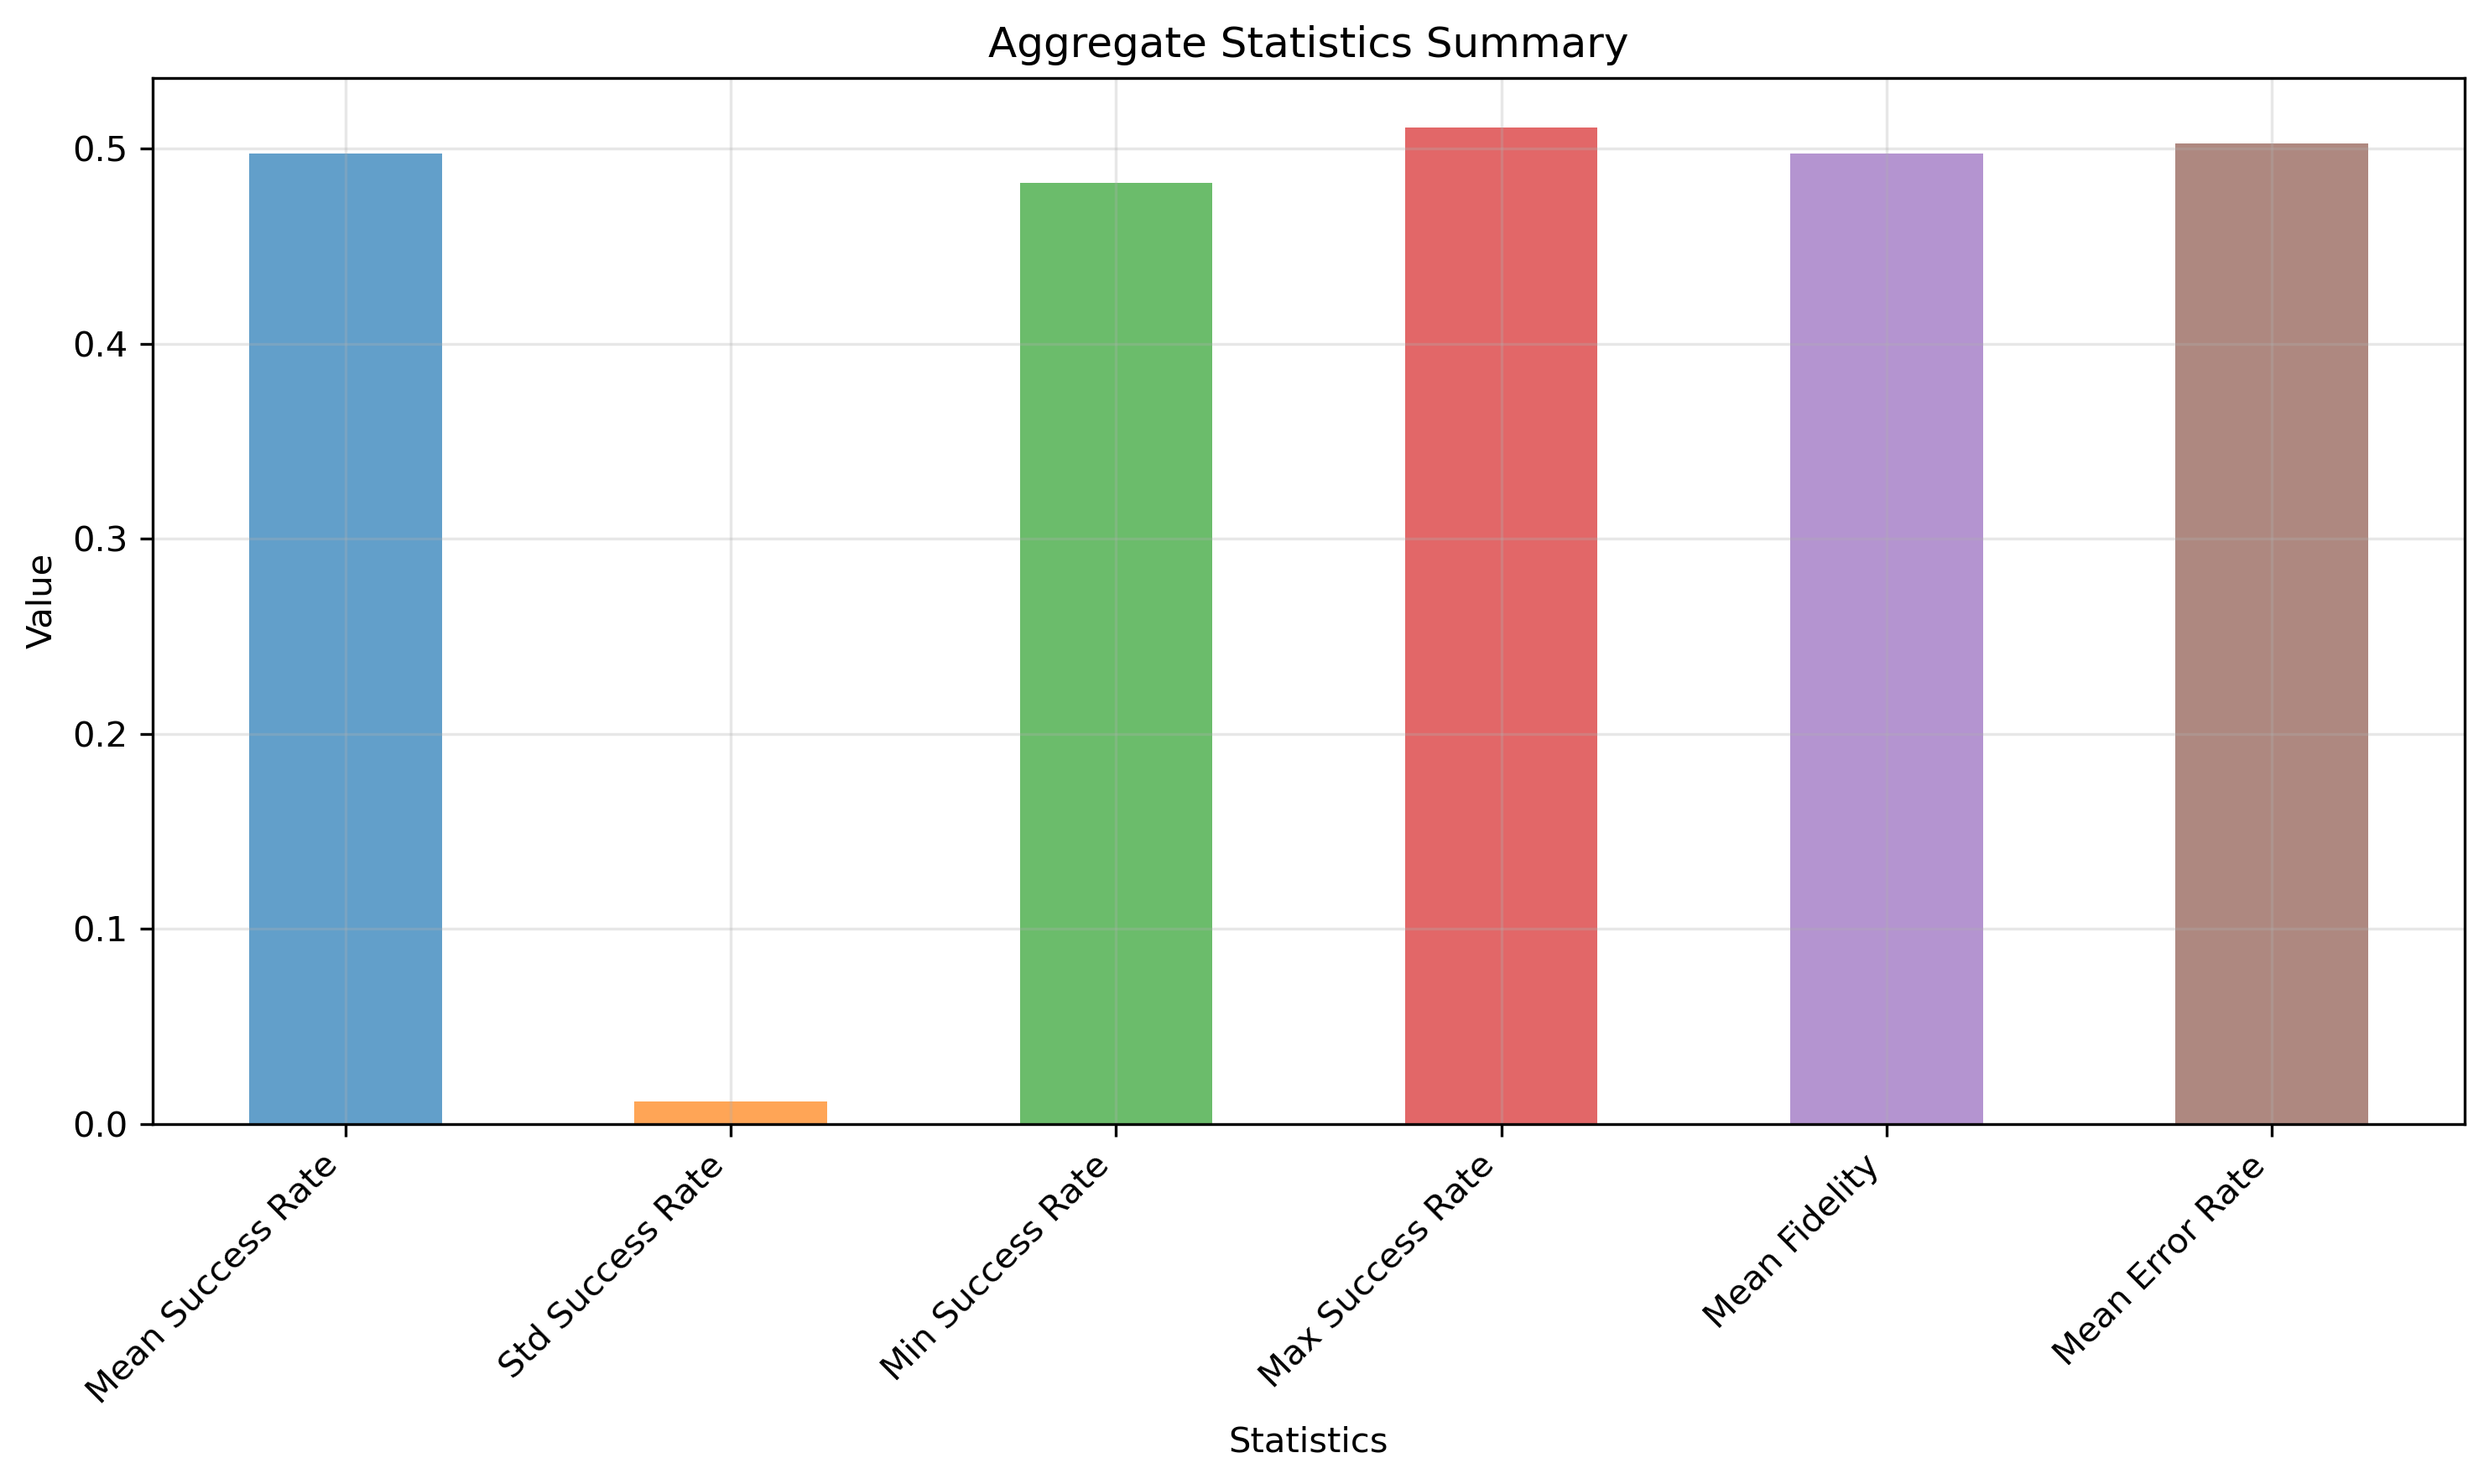 Aggregate Statistics Summary
Value
0.5
0.4
0.3
0.2
0.1
0.0
Mean Success Rate
Std Success Rate
Min Success Rate
Max Success Rate
Mean Fidelity
Mean Error Rate
Statistics